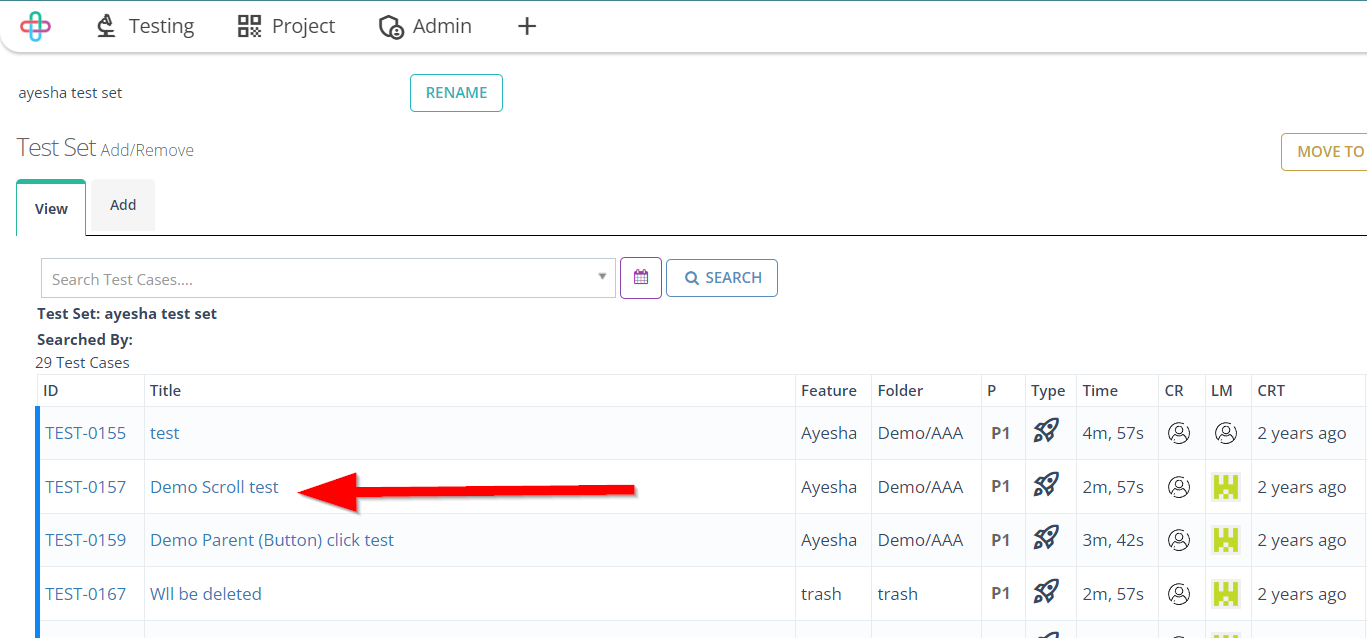 Testing Project Admin +
ayesha test set RENAME
Test Set Add/Remove
MOVE TO
View Add
Search Test Cases.... SEARCH
Test Set: ayesha test set
Searched By:
29 Test Cases
ID Title Feature Folder P Type Time CR LM CRT
TEST-0155 test Ayesha Demo/AAA P1 4m, 57s 2 years ago
TEST-0157 Demo Scroll test Ayesha Demo/AAA P1 2m, 57s 2 years ago
TEST-0159 Demo Parent (Button) click test Ayesha Demo/AAA P1 3m, 42s 2 years ago
TEST-0167 Wll be deleted trash trash P1 2m, 57s 2 years ago